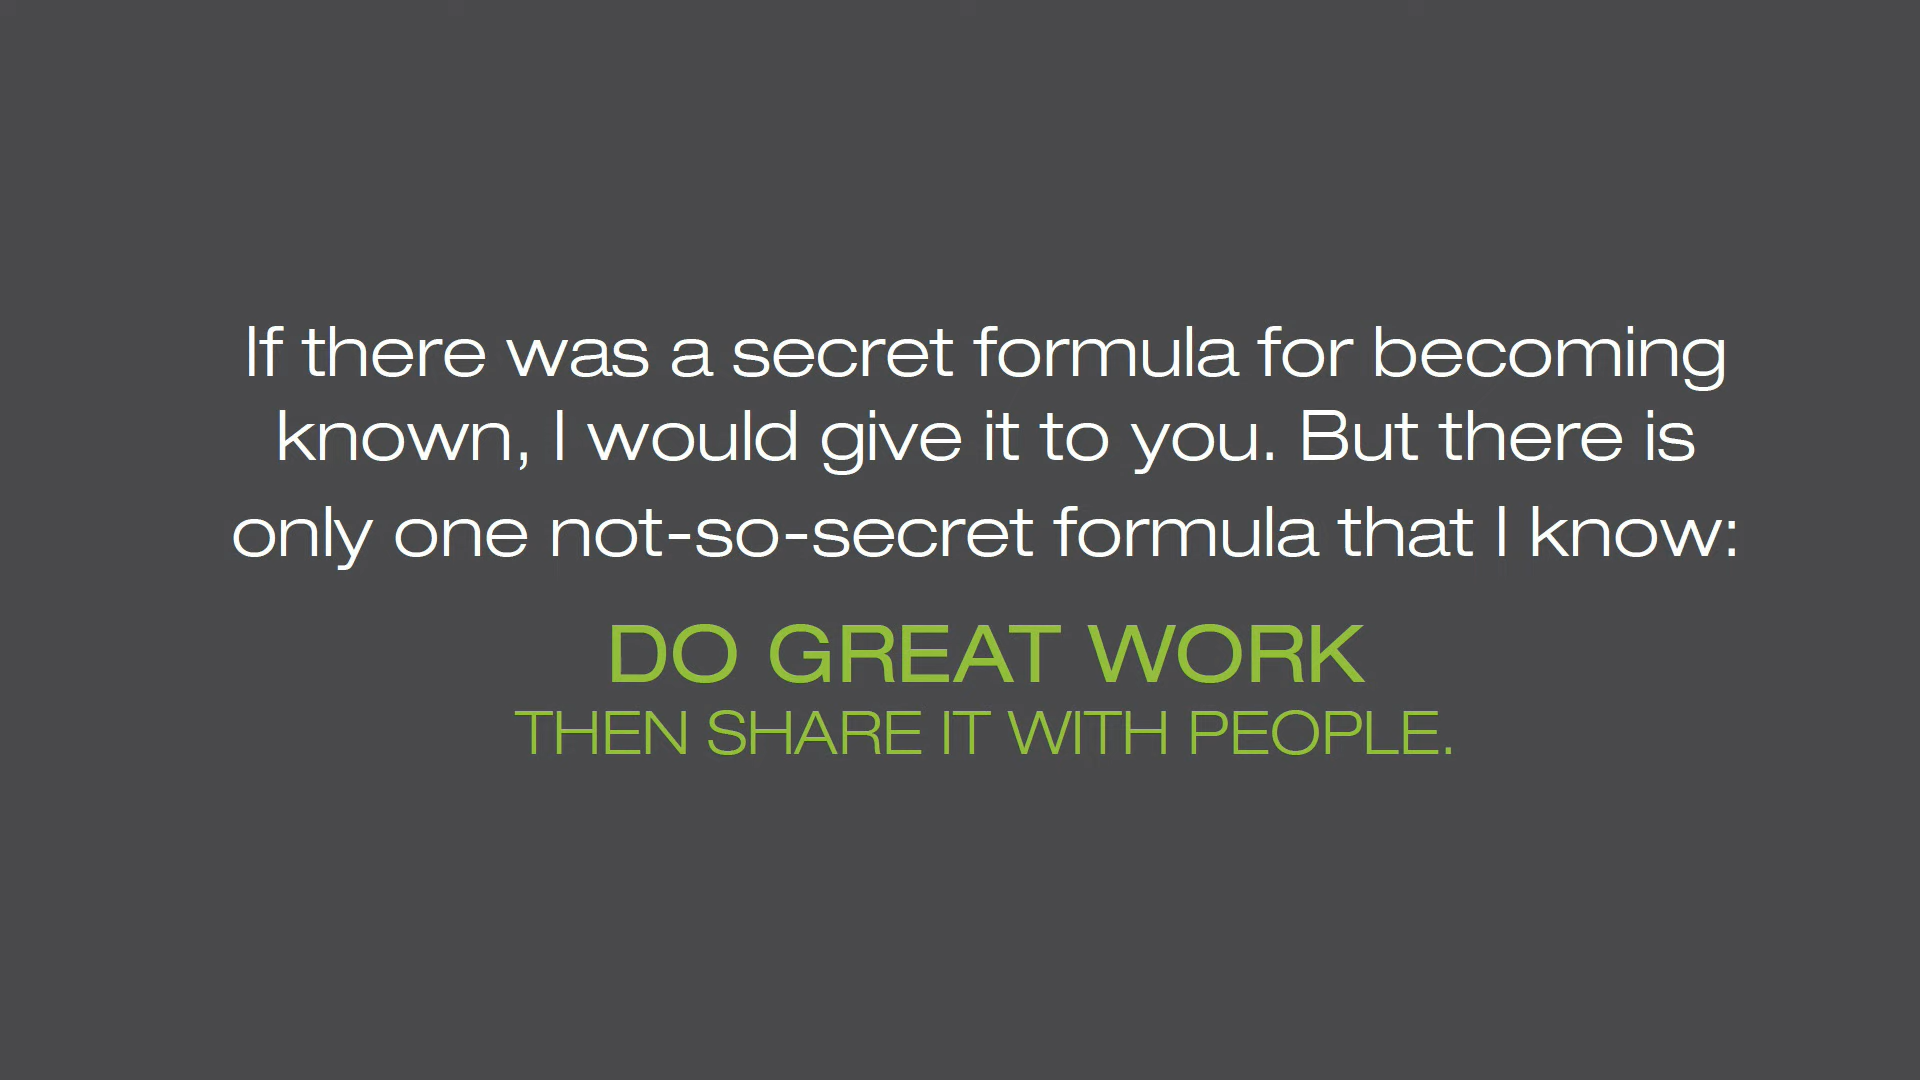 If there was a secret formula for becoming
known, I would give it to you. But there is
only one not-so-secret formula that I know:
DO GREAT WORK
THEN SHARE IT WITH PEOPLE.